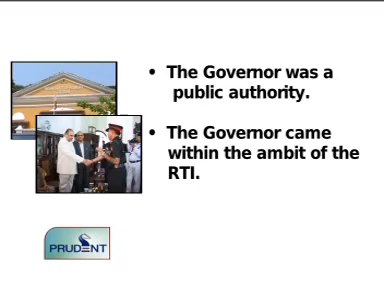 • The Governor was a
public authority.
• The Governor came
within the ambit of the
RTI.
PRUDENT